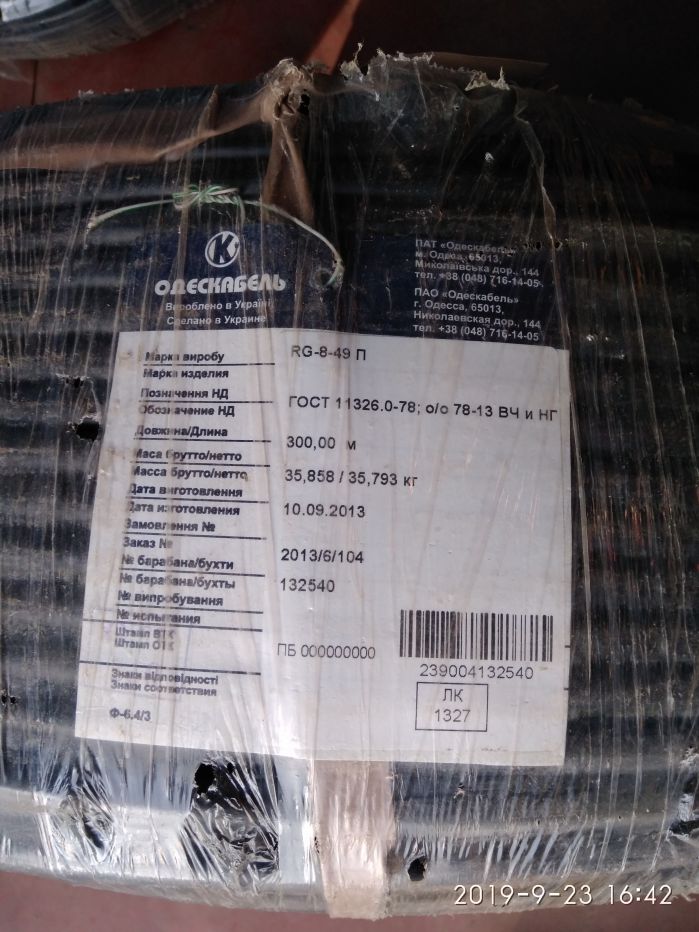 К
ОДЕСКАБЕЛЬ
Вироблено в Україні
Сделано в Украине
ПАТ «Одескабель»
м. Одеса, 65013,
Миколаївська дор., 144
тел. +38 (048) 716-14-05
ПАО «Одескабель»
г. Одесса, 65013,
Николаевская дор., 144
тел. +38 (048) 716-14-05
Марка виробу
Марка изделия
RG-8-49 П
Позначення НД
Обозначение НД
ГОСТ 11326.0-78; о/о 78-13 ВЧ и НГ
Довжина/Длина
300,00 м
Маса брутто/нетто
Масса брутто/нетто
35,858 / 35,793 кг
Дата виготовлення
Дата изготовления
10.09.2013
Замовлення №
Заказ №
2013/6/104
№ барабана/бухти
№ барабана/бухты
132540
№ випробування
№ испытания
Штамп ВТК
Штамп ОТК
ПБ 000000000
239004132540
Знаки відповідності
Знаки соответствия
ЛК
1327
Ф-6.4/3
2019-9-23 16:42